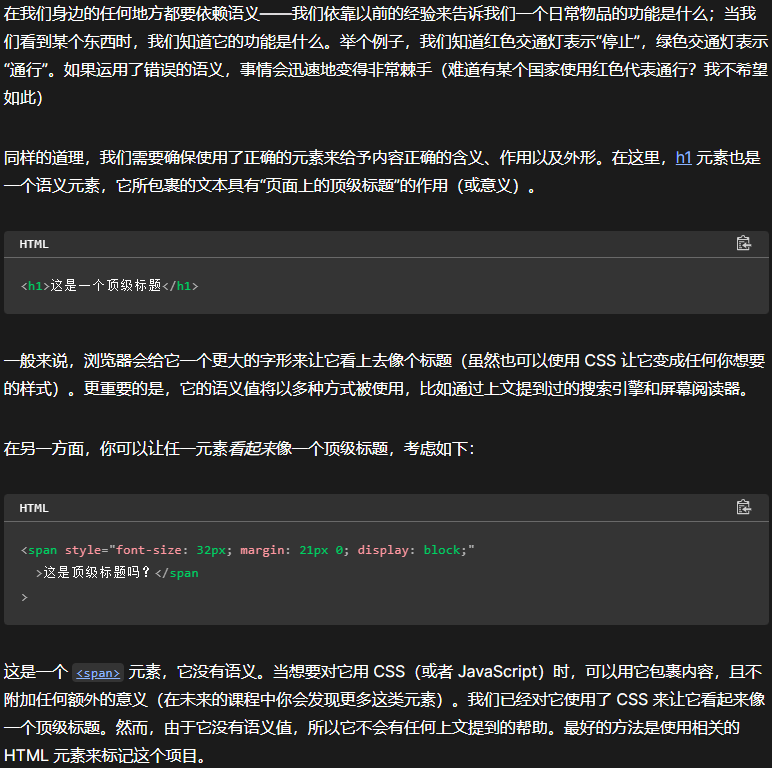 在我们身边的任何地方都要依赖语义——我们依靠以前的经验来告诉我们一个日常物品的功能是什么；当我
们看到某个东西时，我们知道它的功能是什么。举个例子，我们知道红色交通灯表示“停止”，绿色交通灯表示
“通行”。如果运用了错误的语义，事情会迅速地变得非常棘手（难道有某个国家使用红色代表通行？我不希望
如此）
同样的道理，我们需要确保使用了正确的元素来给予内容正确的含义、作用以及外形。在这里，h1 元素也是
一个语义元素，它所包裹的文本具有“页面上的顶级标题”的作用（或意义）。
HTML
<h1>这是一个顶级标题</h1>
一般来说，浏览器会给它一个更大的字形来让它看上去像个标题（虽然也可以使用 CSS 让它变成任何你想要
的样式）。更重要的是，它的语义值将以多种方式被使用，比如通过上文提到过的搜索引擎和屏幕阅读器。
在另一方面，你可以让任一元素看起来像一个顶级标题，考虑如下：
HTML
<span style="font-size: 32px; margin: 21px 0; display: block;"
  >这是顶级标题吗？</span
>
这是一个 <span> 元素，它没有语义。当想要对它用 CSS（或者 JavaScript）时，可以用它包裹内容，且不
附加任何额外的意义（在未来的课程中你会发现更多这类元素）。我们已经对它使用了 CSS 来让它看起来像
一个顶级标题。然而，由于它没有语义值，所以它不会有任何上文提到的帮助。最好的方法是使用相关的
HTML 元素来标记这个项目。